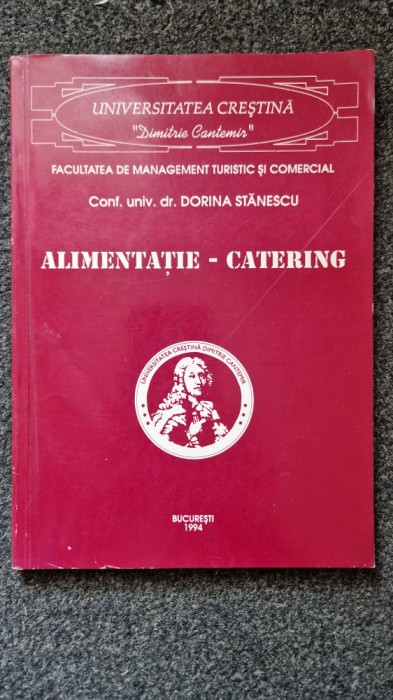 UNIVERSITATEA CREȘTINĂ
"Dimitrie Cantemir"
FACULTATEA DE MANAGEMENT TURISTIC ȘI COMERCIAL
Conf. univ. dr. DORINA STĂNESCU
ALIMENTAȚIE - CATERING
UNIVERSITATEA CREȘTINĂ DIMITRIE CANTEMIR
BUCUREȘTI
1994